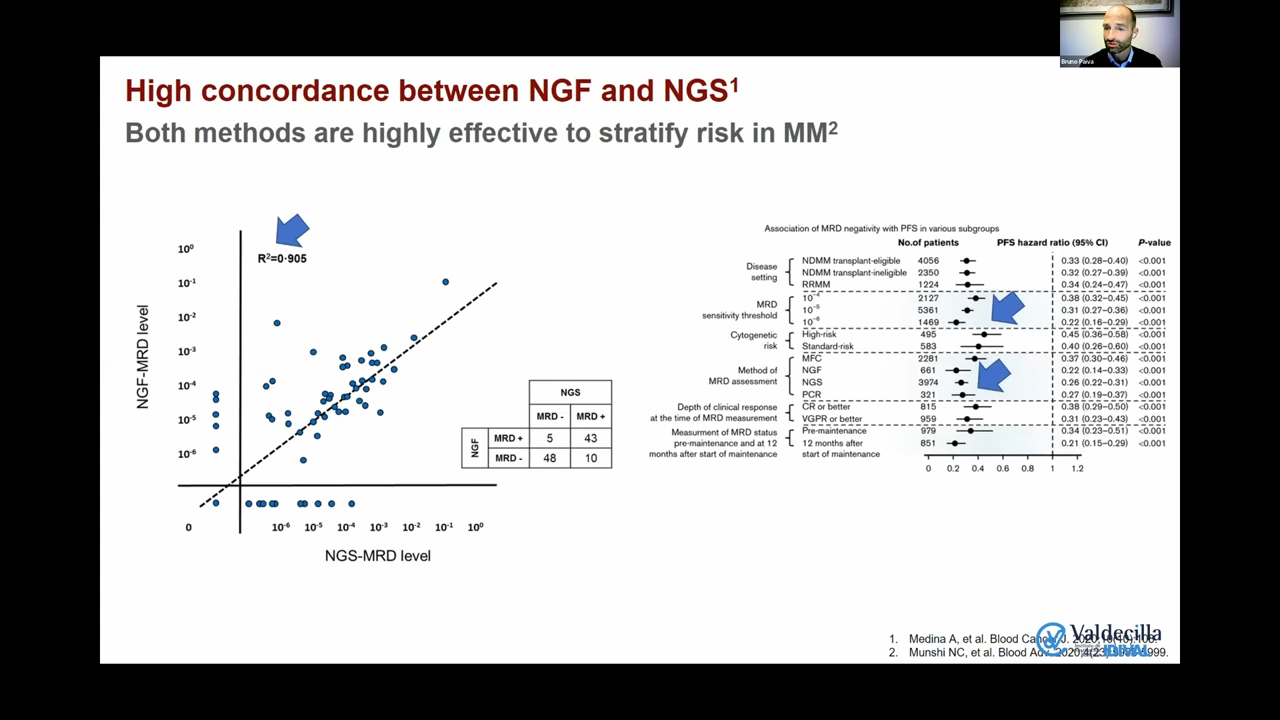 Bruno Paiva
High concordance between NGF and NGS¹
Both methods are highly effective to stratify risk in MM²
R²=0·905
NGF-MRD level
10⁰
10⁻¹
10⁻²
10⁻³
10⁻⁴
10⁻⁵
10⁻⁶
0 10⁻⁶ 10⁻⁵ 10⁻⁴ 10⁻³ 10⁻² 10⁻¹ 10⁰
NGS-MRD level
NGS
MRD - MRD +
NGF
MRD + 5 43
MRD - 48 10
Association of MRD negativity with PFS in various subgroups
No.of patients PFS hazard ratio (95% CI) P-value
Disease setting
NDMM transplant-eligible 4056 0.33 (0.28–0.40) <0.001
NDMM transplant-ineligible 2350 0.32 (0.27–0.39) <0.001
RRMM 1224 0.34 (0.24–0.47) <0.001
MRD sensitivity threshold
10⁻⁴ 2127 0.38 (0.32–0.45) <0.001
10⁻⁵ 5361 0.31 (0.27–0.36) <0.001
10⁻⁶ 1469 0.22 (0.16–0.29) <0.001
Cytogenetic risk
High-risk 495 0.45 (0.36–0.58) <0.001
Standard-risk 583 0.40 (0.26–0.60) <0.001
Method of MRD assessment
MFC 2281 0.37 (0.30–0.46) <0.001
NGF 661 0.22 (0.14–0.33) <0.001
NGS 3974 0.26 (0.22–0.31) <0.001
PCR 321 0.27 (0.19–0.37) <0.001
Depth of clinical response
at the time of MRD measurement
CR or better 815 0.38 (0.29–0.50) <0.001
VGPR or better 959 0.31 (0.23–0.43) <0.001
Measurment of MRD status
pre-maintenance and at 12
months after start of maintenance
Pre-maintenance 979 0.34 (0.23–0.51) <0.001
12 months after 851 0.21 (0.15–0.29) <0.001
start of maintenance
0 0.2 0.4 0.6 0.8 1 1.2
1. Medina A, et al. Blood Cancer J. 2020
2. Munshi NC, et al. Blood Adv. 2020;4(23)
Valdecilla
IDIVAL